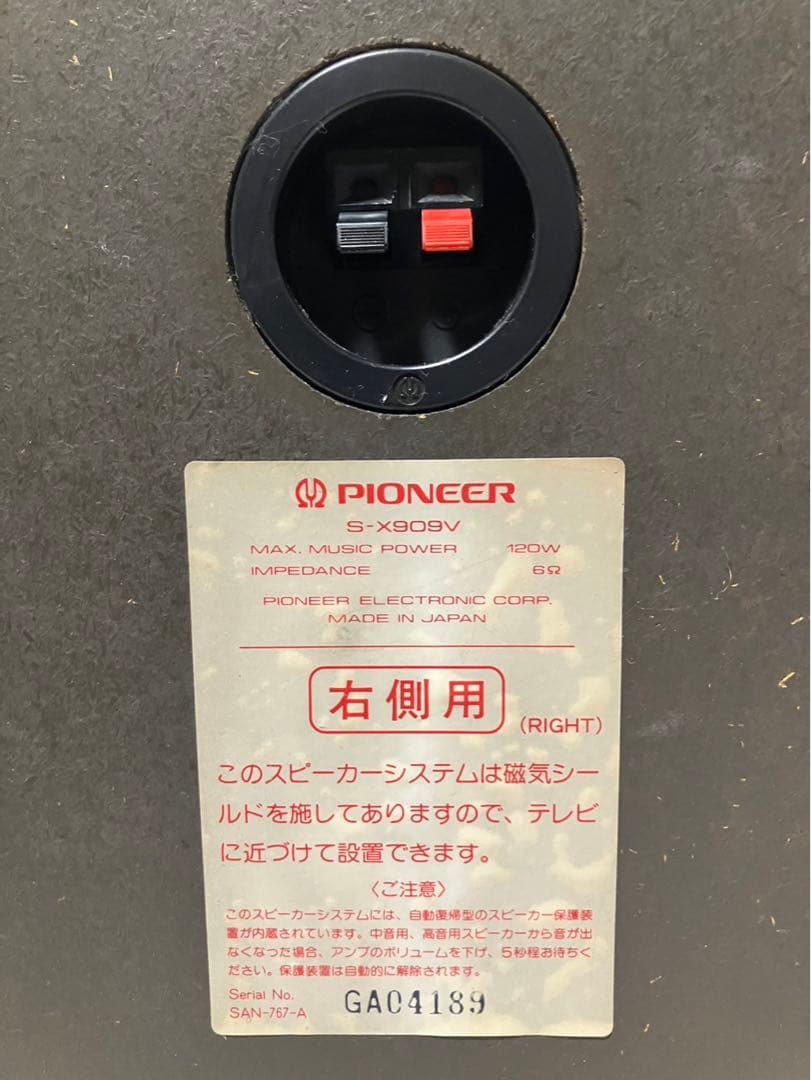 PIONEER
S-X909V
MAX. MUSIC POWER 120W
IMPEDANCE 6Ω
PIONEER ELECTRONIC CORP.
MADE IN JAPAN
右側用
(RIGHT)
このスピーカーシステムは磁気シー
ルドを施してありますので、テレビ
に近づけて設置できます。
〈ご注意〉
このスピーカーシステムには、自動復帰型のスピーカー保護装
置が内蔵されています。中音用、高音用スピーカーから音が出
なくなった場合、アンプのボリュームを下げ、5秒程お待ちく
ださい。保護装置は自動的に解除されます。
Serial No. GA04189
SAN-767-A